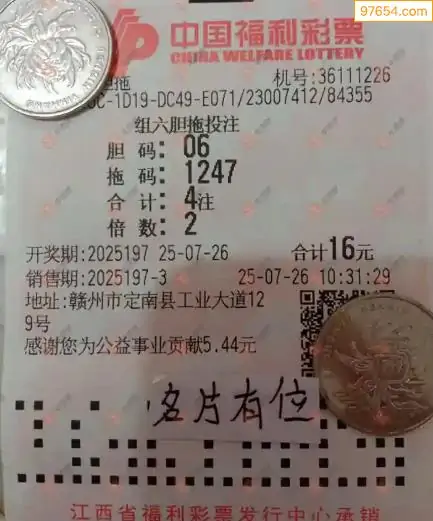 97654.com
中国福利彩票
CHINA WELFARE LOTTERY
胆拖
机号:36111226
C-1D19-DC49-E071/23007412/84355
组六胆拖投注
胆 码: 06
拖 码: 1247
合 计: 4注
倍 数: 2
开奖期:2025197 25-07-26 合计16元
销售期:2025197-3 25-07-26 10:31:29
地址:赣州市定南县工业大道12
9号
感谢您为公益事业贡献5.44元
名片有位
江西省福利彩票发行中心承销